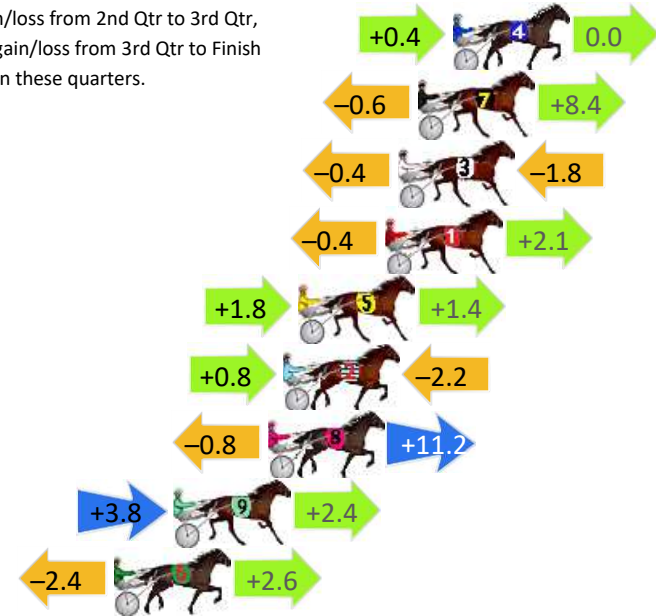 n/loss from 2nd Qtr to 3rd Qtr,
gain/loss from 3rd Qtr to Finish
n these quarters.
+0.4 4 0.0
–0.6 7 +8.4
–0.4 3 –1.8
–0.4 1 +2.1
+1.8 5 +1.4
+0.8 2 –2.2
–0.8 8 +11.2
+3.8 9 +2.4
–2.4 6 +2.6